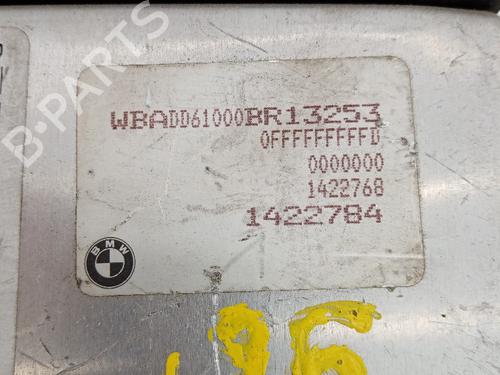 WBADD61000BR13253
0FFFFFFFFFD
0000000
1422768
1422784
BMW
B-PARTS